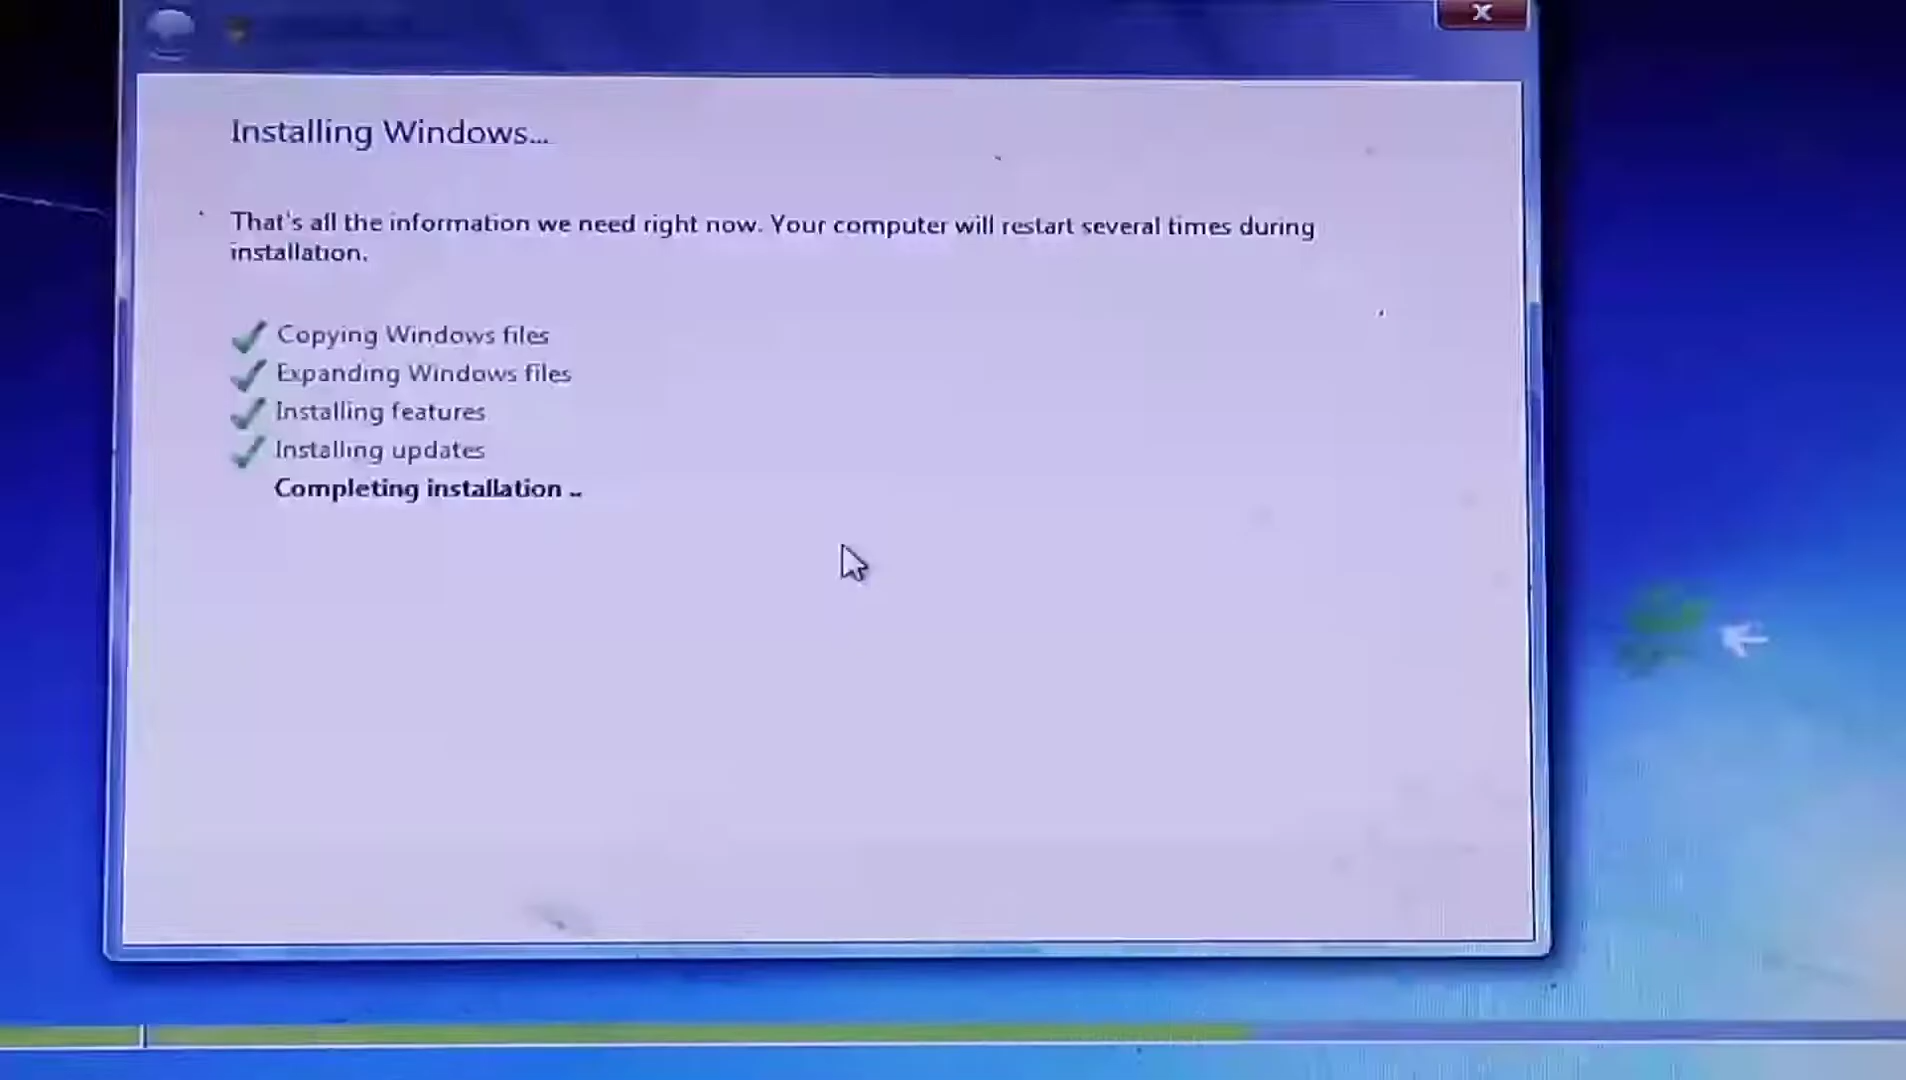 Installing Windows...
That's all the information we need right now. Your computer will restart several times during
installation.
Copying Windows files
Expanding Windows files
Installing features
Installing updates
Completing installation ..